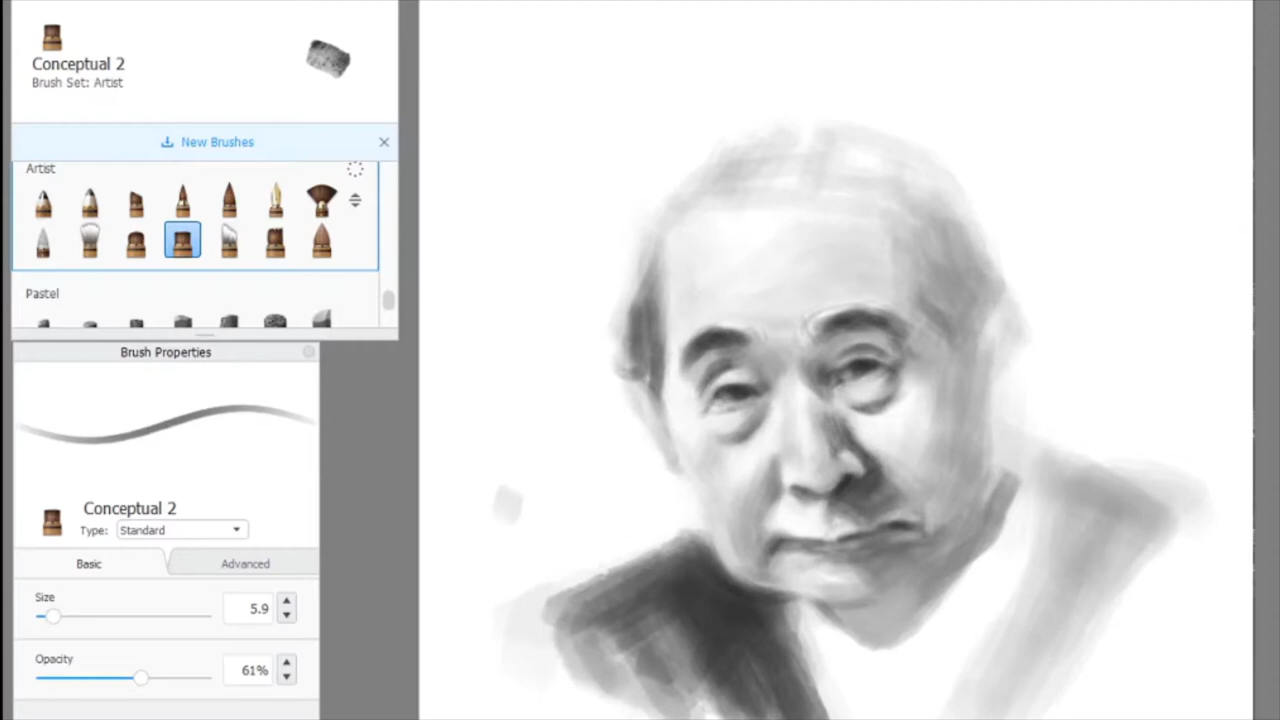 Conceptual 2
Brush Set: Artist
New Brushes
Artist
Pastel
Brush Properties
Conceptual 2
Type: Standard
Basic
Advanced
Size
5.9
Opacity
61%